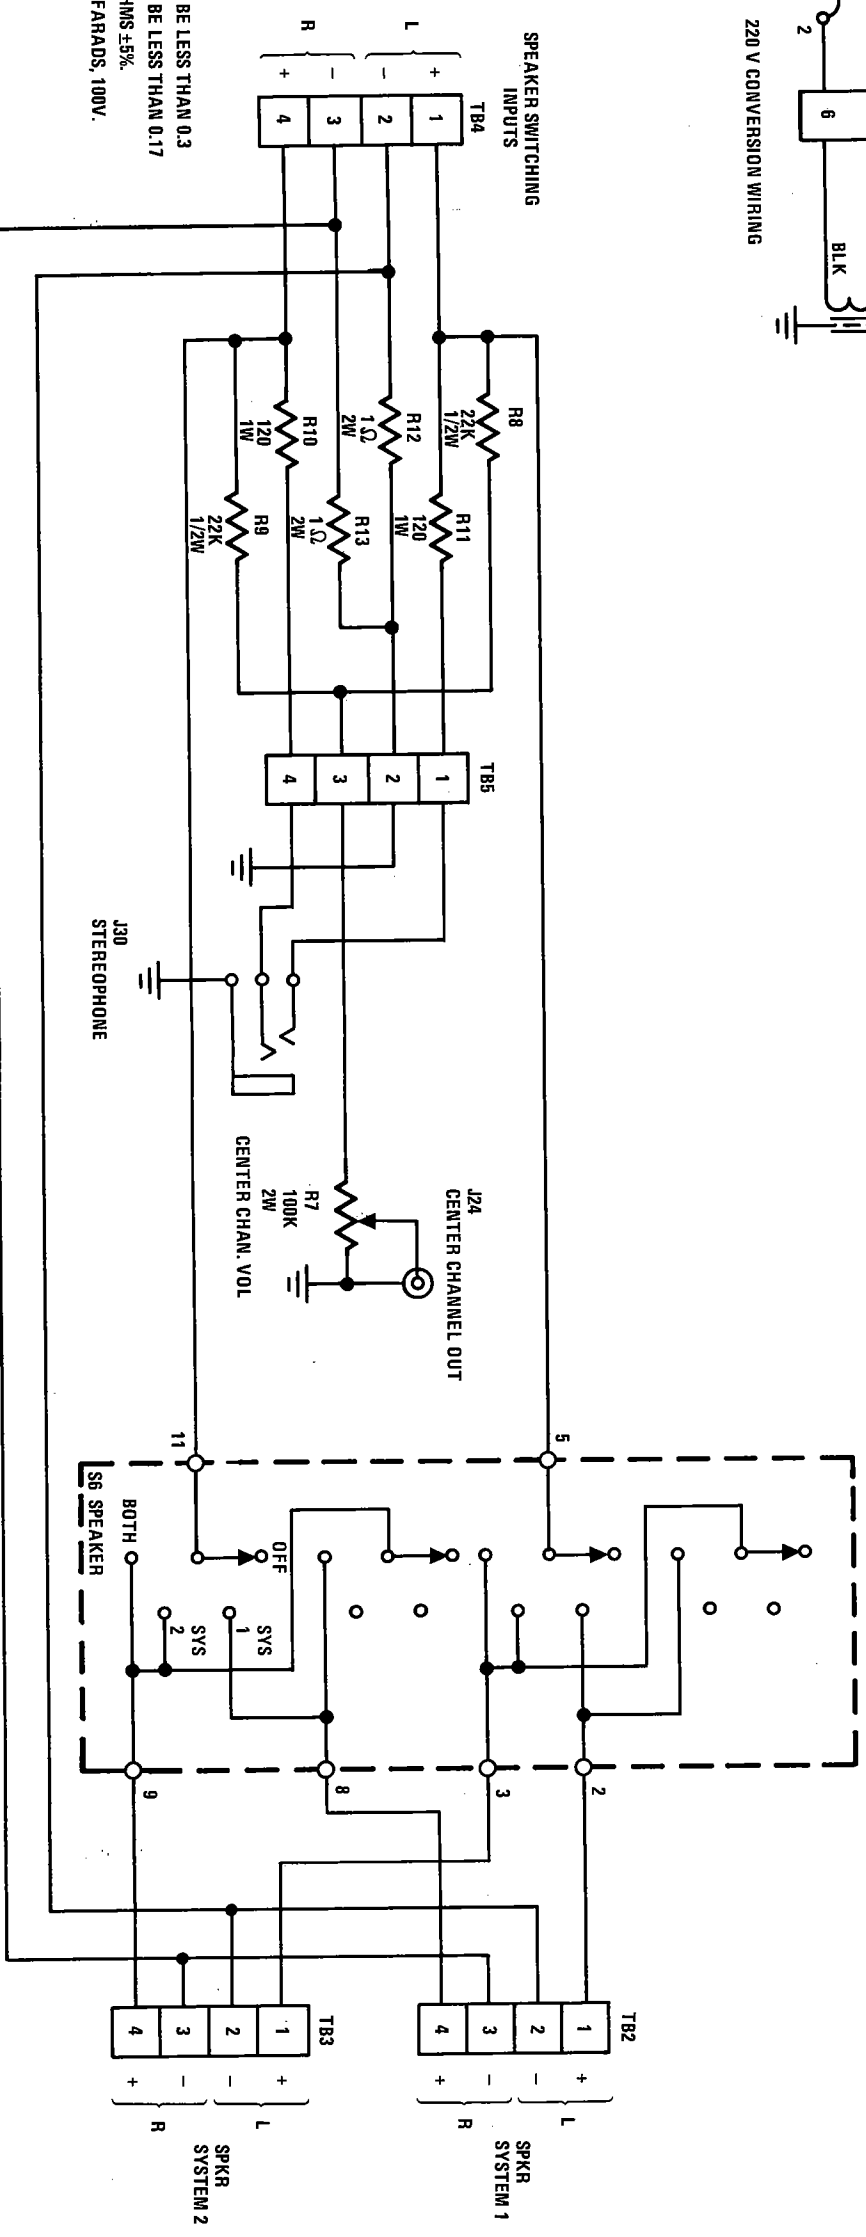 2
6
220 V CONVERSION WIRING
BLK
SPEAKER SWITCHING
INPUTS
TB4
L
R
+
−
−
+
1
2
3
4
BE LESS THAN 0.3
BE LESS THAN 0.17
HMS ±5%.
FARADS, 100V.
R8
22K
1/2W
R11
120
1W
R12
1 Ω
2W
R13
1 Ω
2W
R10
120
1W
R9
22K
1/2W
TB5
1
2
3
4
J30
STEREOPHONE
J24
CENTER CHANNEL OUT
R7
100K
2W
CENTER CHAN. VOL
5
11
S6 SPEAKER
BOTH
OFF
SYS
1
SYS
2
2
3
8
9
TB2
1
2
3
4
+
−
−
+
L
R
SPKR
SYSTEM 1
TB3
1
2
3
4
+
−
−
+
L
R
SPKR
SYSTEM 2